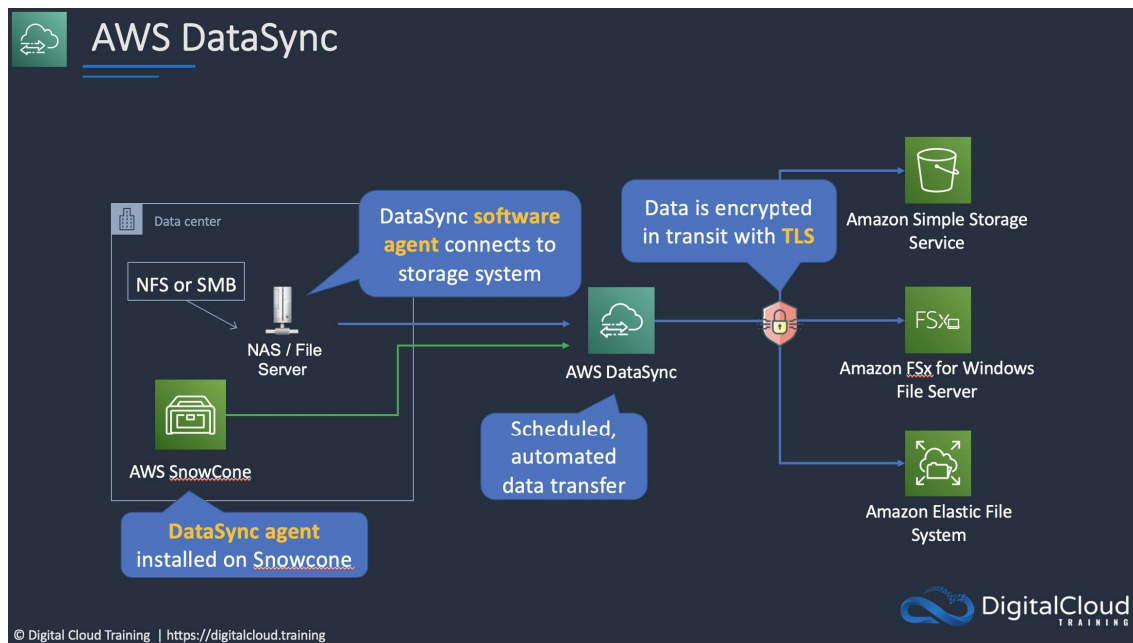 AWS DataSync
Data center
NFS or SMB
NAS / File
Server
AWS SnowCone
DataSync agent
installed on Snowcone
DataSync software
agent connects to
storage system
AWS DataSync
Scheduled,
automated
data transfer
Data is encrypted
in transit with TLS
Amazon Simple Storage
Service
FSx
Amazon FSx for Windows
File Server
Amazon Elastic File
System
DigitalCloud
TRAINING
© Digital Cloud Training | https://digitalcloud.training